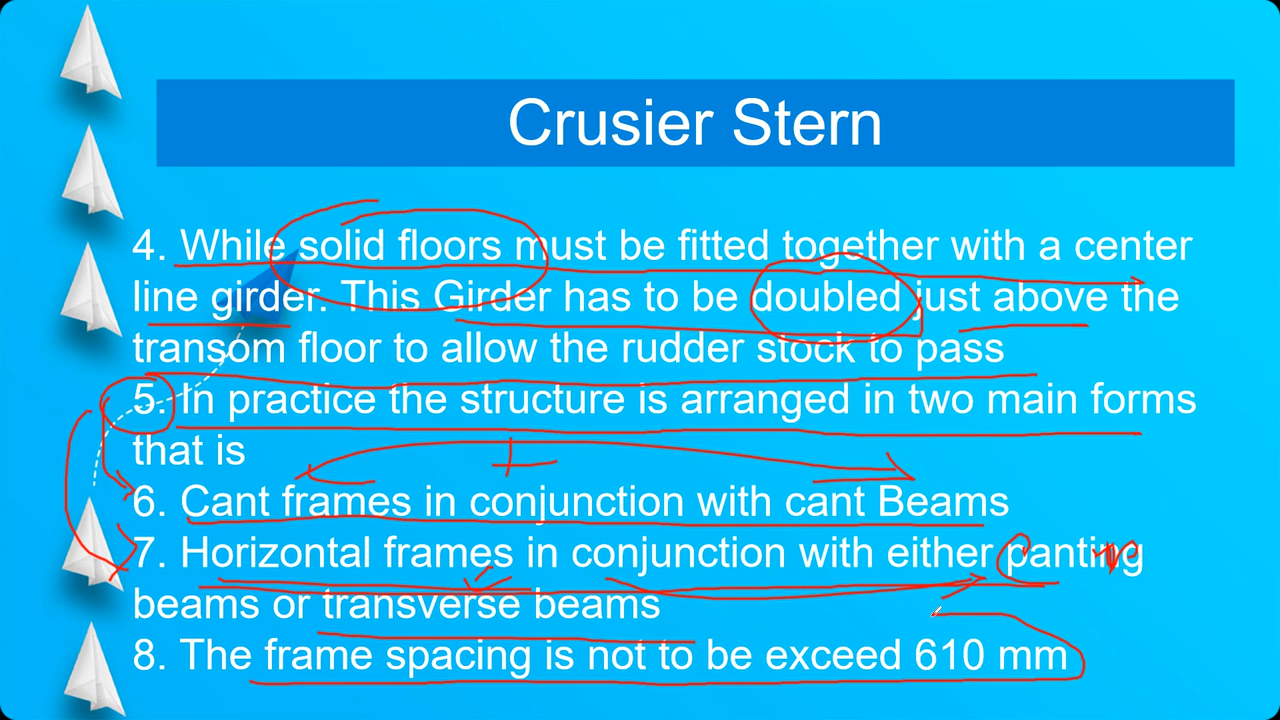 Crusier Stern
4. While solid floors must be fitted together with a center
line girder. This Girder has to be doubled just above the
transom floor to allow the rudder stock to pass
5. In practice the structure is arranged in two main forms
that is
6. Cant frames in conjunction with cant Beams
7. Horizontal frames in conjunction with either panting
beams or transverse beams
8. The frame spacing is not to be exceed 610 mm